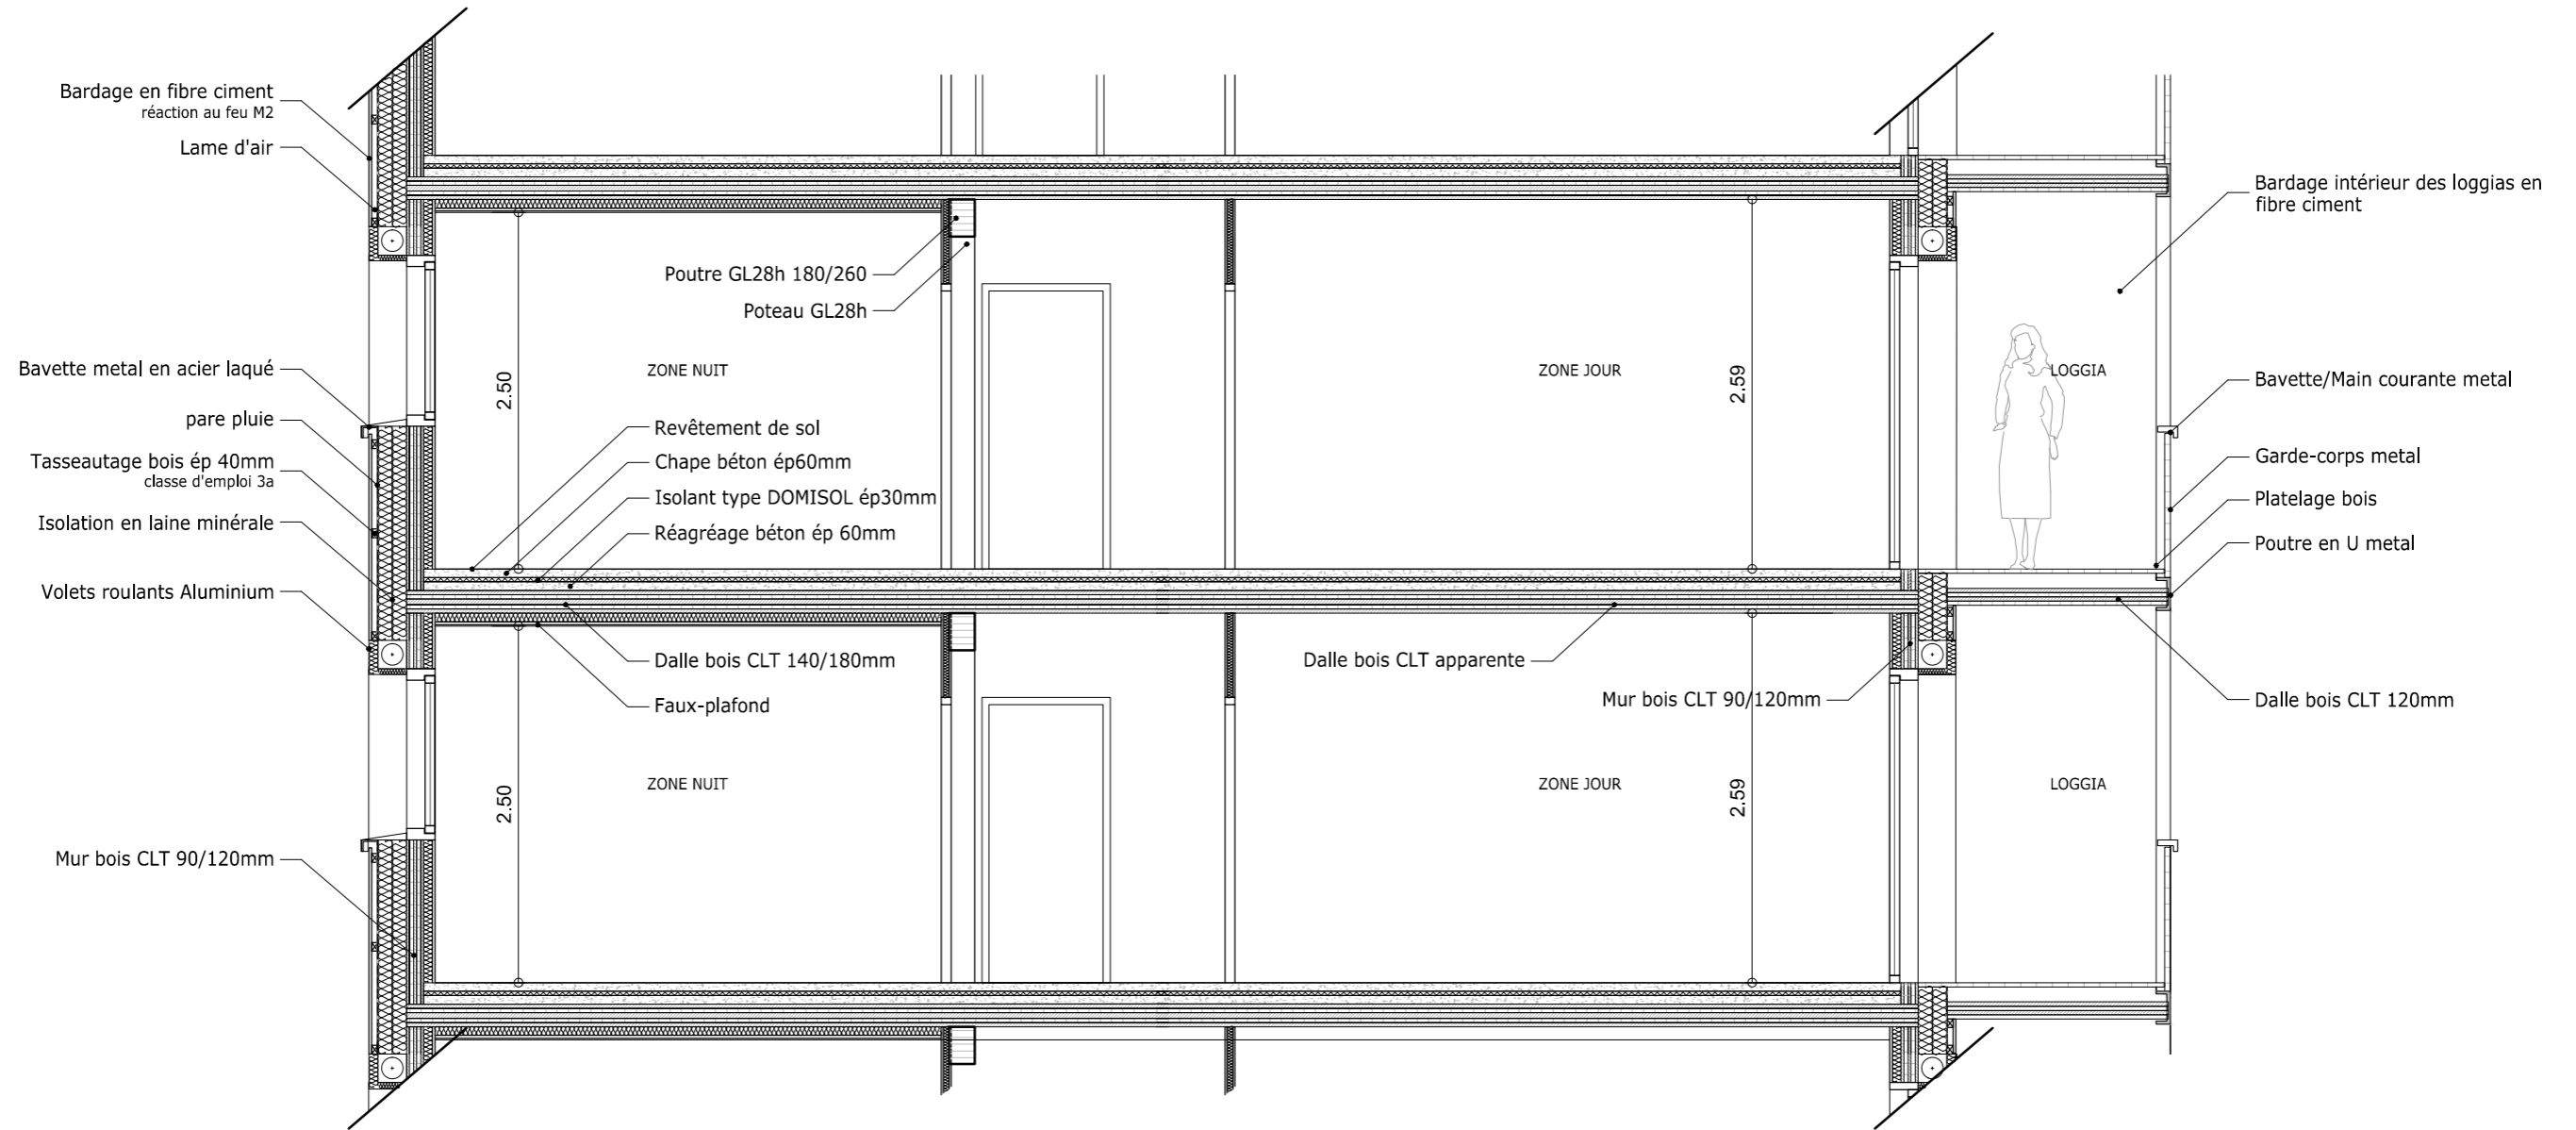 Bardage en fibre ciment
réaction au feu M2
Lame d'air
Bavette metal en acier laqué
pare pluie
Tasseautage bois ép 40mm
classe d'emploi 3a
Isolation en laine minérale
Volets roulants Aluminium
Mur bois CLT 90/120mm
Poutre GL28h 180/260
Poteau GL28h
ZONE NUIT
2.50
Revêtement de sol
Chape béton ép60mm
Isolant type DOMISOL ép30mm
Réagréage béton ép 60mm
Dalle bois CLT 140/180mm
Faux-plafond
ZONE NUIT
2.50
ZONE JOUR
2.59
Dalle bois CLT apparente
Mur bois CLT 90/120mm
ZONE JOUR
2.59
LOGGIA
LOGGIA
Bardage intérieur des loggias en
fibre ciment
Bavette/Main courante metal
Garde-corps metal
Platelage bois
Poutre en U metal
Dalle bois CLT 120mm